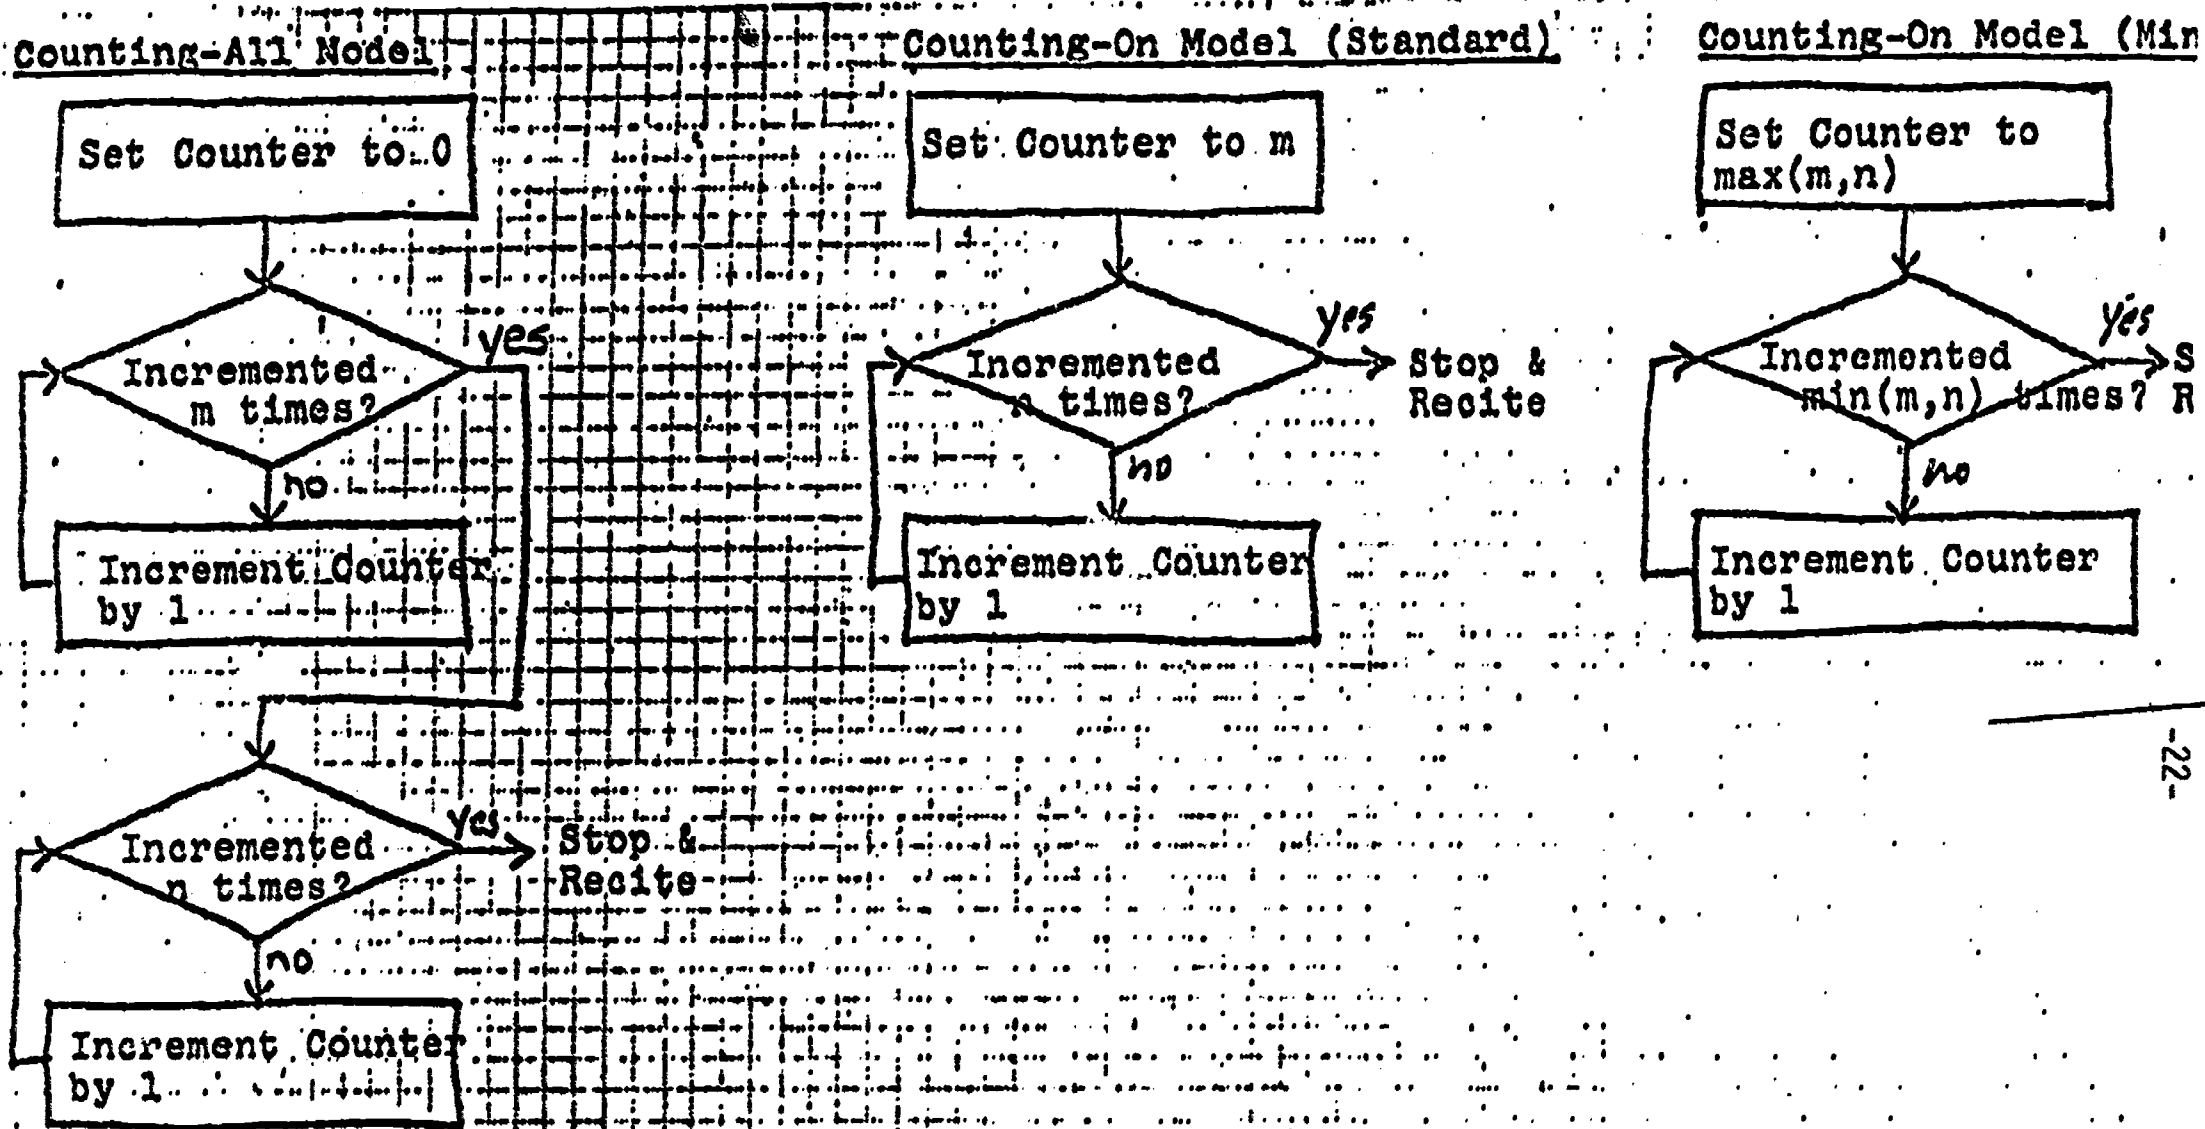 Counting-All Model
Set Counter to 0
Incremented
m times?
yes
no
Increment Counter
by 1
Incremented
n times?
yes
Stop &
Recite
no
Increment Counter
by 1
Counting-On Model (Standard)
Set Counter to m
Incremented
n times?
yes
Stop &
Recite
no
Increment Counter
by 1
Counting-On Model (Min
Set Counter to
max(m,n)
Incremented
min(m,n) times?
yes
S
R
no
Increment Counter
by 1
-22-